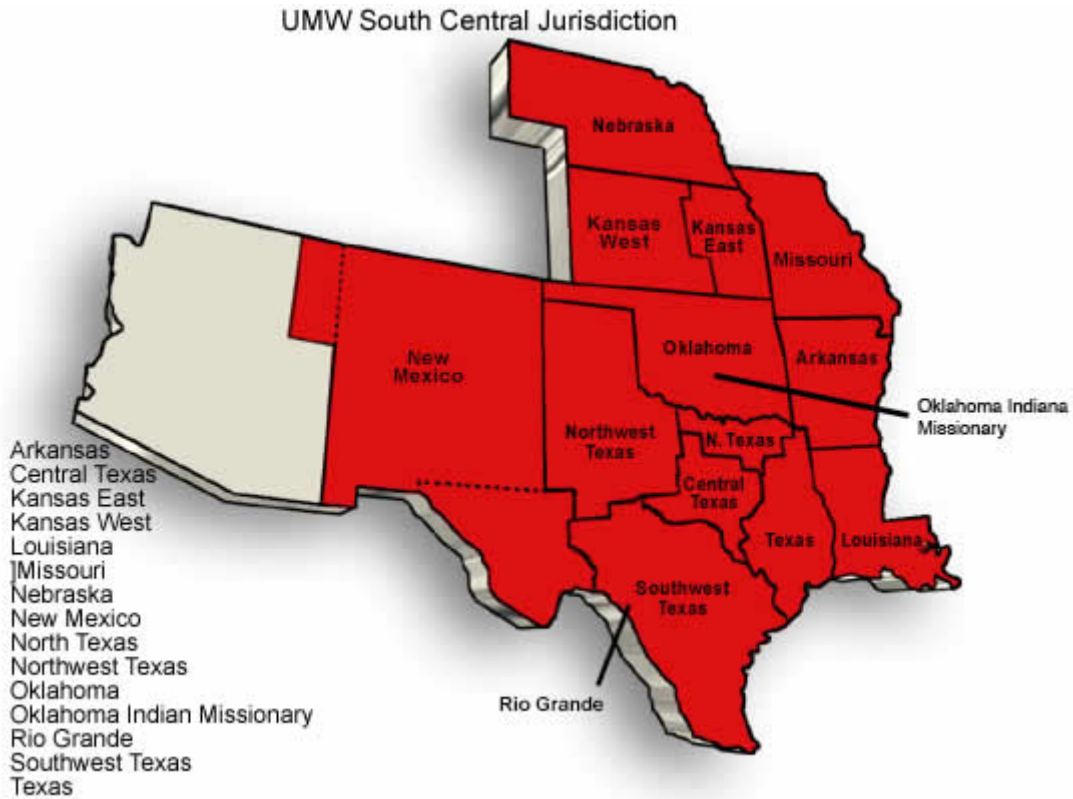 UMW South Central Jurisdiction
Nebraska
Kansas
West
Kansas
East
Missouri
New
Mexico
Oklahoma
Arkansas
Oklahoma Indiana
Missionary
Northwest
Texas
N. Texas
Central
Texas
Texas
Louisiana
Southwest
Texas
Rio Grande
Arkansas
Central Texas
Kansas East
Kansas West
Louisiana
]Missouri
Nebraska
New Mexico
North Texas
Northwest Texas
Oklahoma
Oklahoma Indian Missionary
Rio Grande
Southwest Texas
Texas